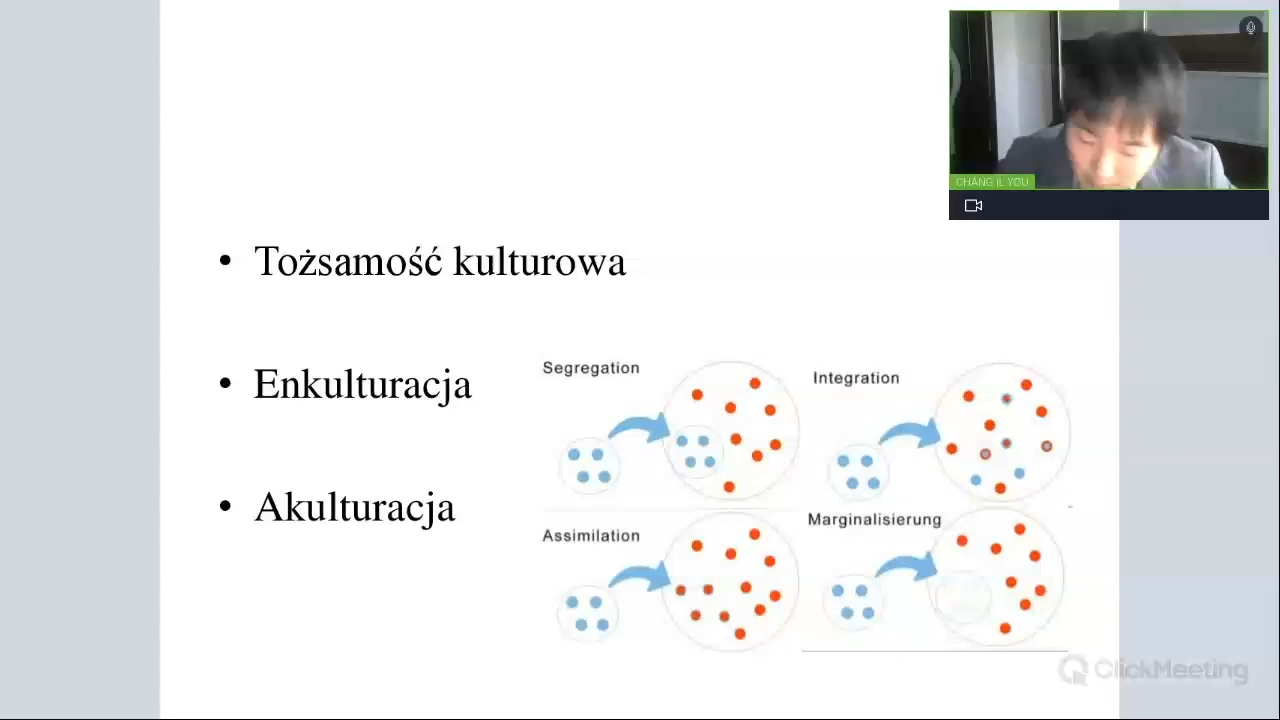 CHANG IL YOU
• Tożsamość kulturowa
• Enkulturacja
• Akulturacja
Segregation
Integration
Assimilation
Marginalisierung
ClickMeeting